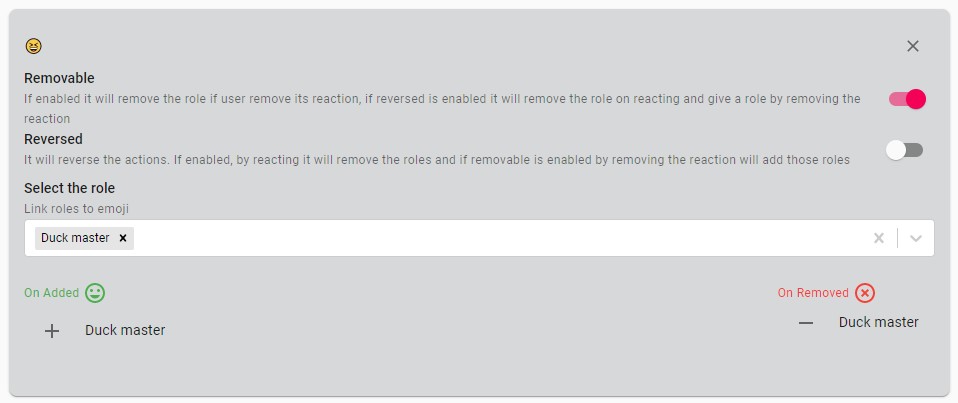 Removable
If enabled it will remove the role if user remove its reaction, if reversed is enabled it will remove the role on reacting and give a role by removing the
reaction
Reversed
It will reverse the actions. If enabled, by reacting it will remove the roles and if removable is enabled by removing the reaction will add those roles
Select the role
Link roles to emoji
Duck master
On Added
On Removed
Duck master
Duck master